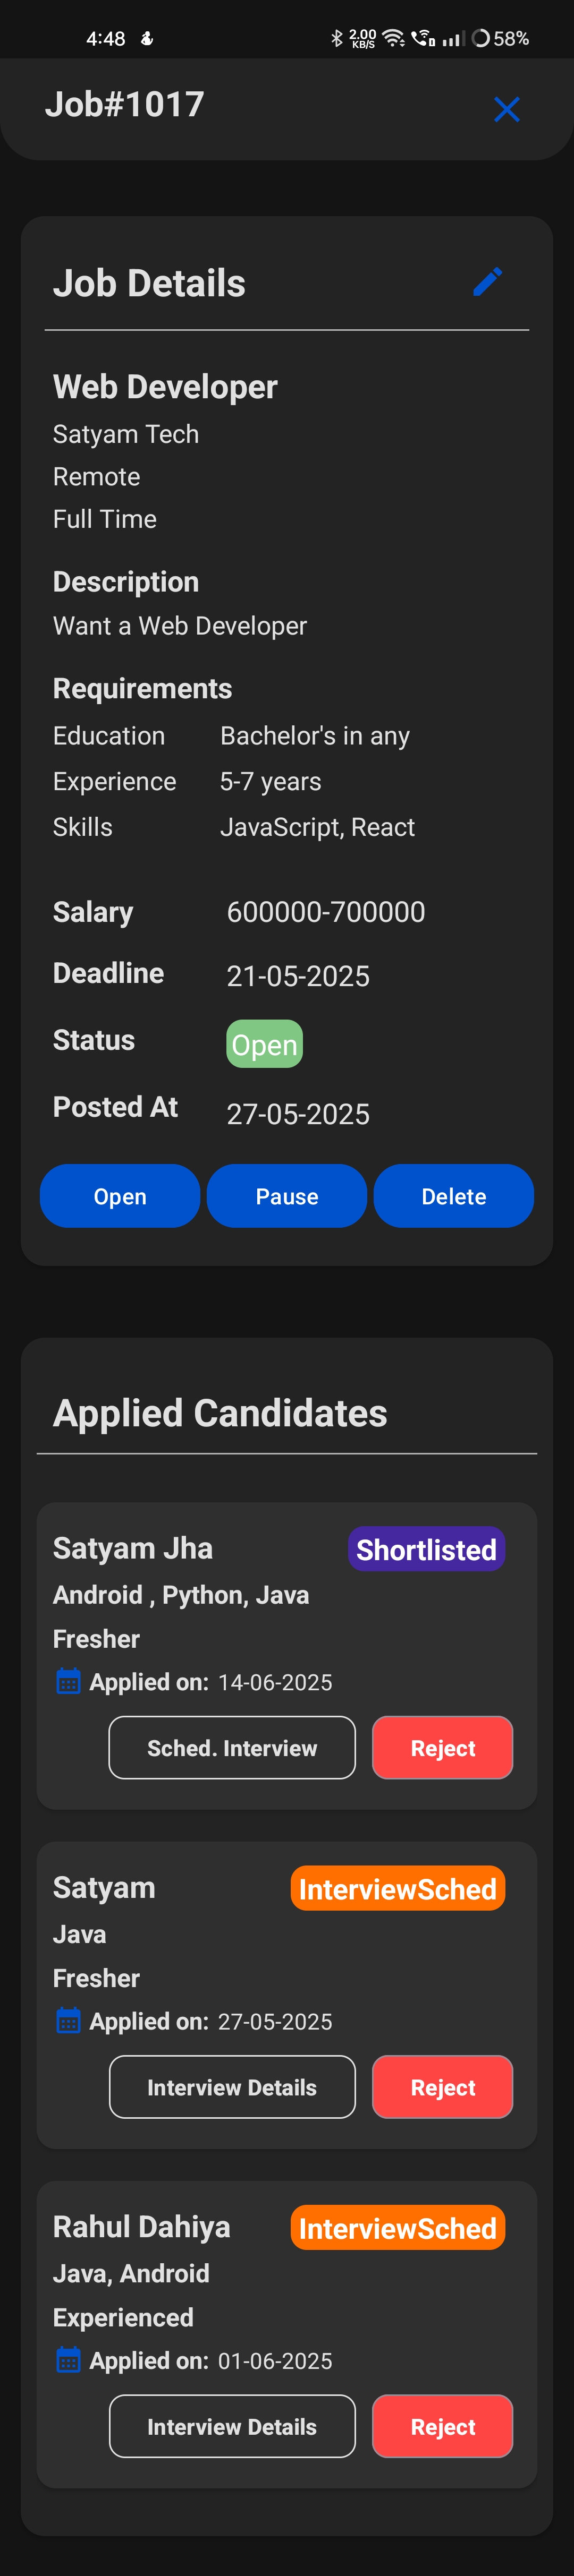 4:48 2.00 KB/S 58%
Job#1017
Job Details
Web Developer
Satyam Tech
Remote
Full Time
Description
Want a Web Developer
Requirements
Education Bachelor's in any
Experience 5-7 years
Skills JavaScript, React
Salary 600000-700000
Deadline 21-05-2025
Status Open
Posted At 27-05-2025
Open Pause Delete
Applied Candidates
Satyam Jha Shortlisted
Android , Python, Java
Fresher
Applied on: 14-06-2025
Sched. Interview Reject
Satyam InterviewSched
Java
Fresher
Applied on: 27-05-2025
Interview Details Reject
Rahul Dahiya InterviewSched
Java, Android
Experienced
Applied on: 01-06-2025
Interview Details Reject